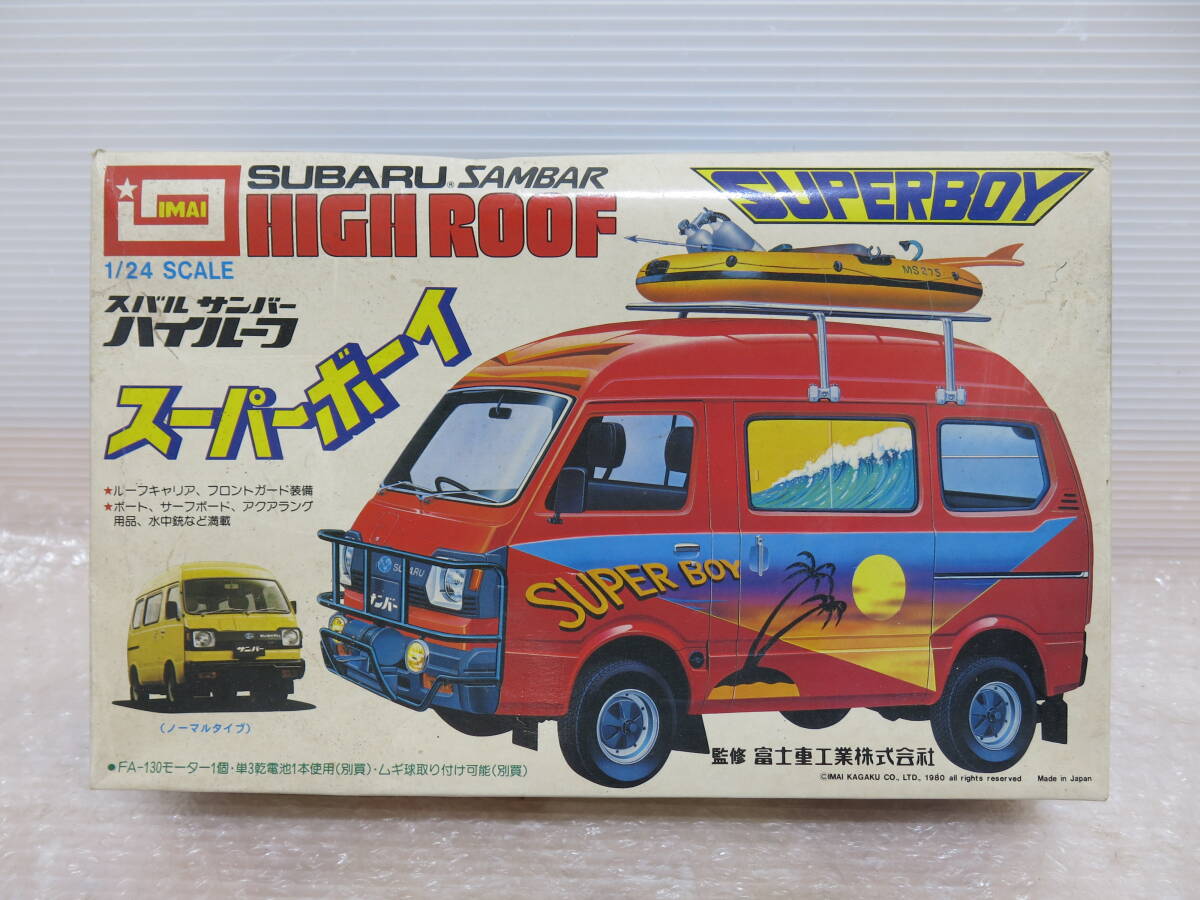 IMAI
SUBARU® SAMBAR
HIGH ROOF
SUPERBOY
1/24 SCALE
スバル サンバー
ハイルーフ
スーパーボーイ
★ルーフキャリア、フロントガード装備
★ボート、サーフボード、アクアラング
用品、水中銃など満載
MS275
SUBARU
サンバー
SUPER BOY
SUBARU
サンバー
(ノーマルタイプ)
監修 富士重工業株式会社
●FA-130モーター1個・単3乾電池1本使用(別買)・ムギ球取り付け可能(別買)
©IMAI KAGAKU CO., LTD., 1980 all rights reserved Made in Japan